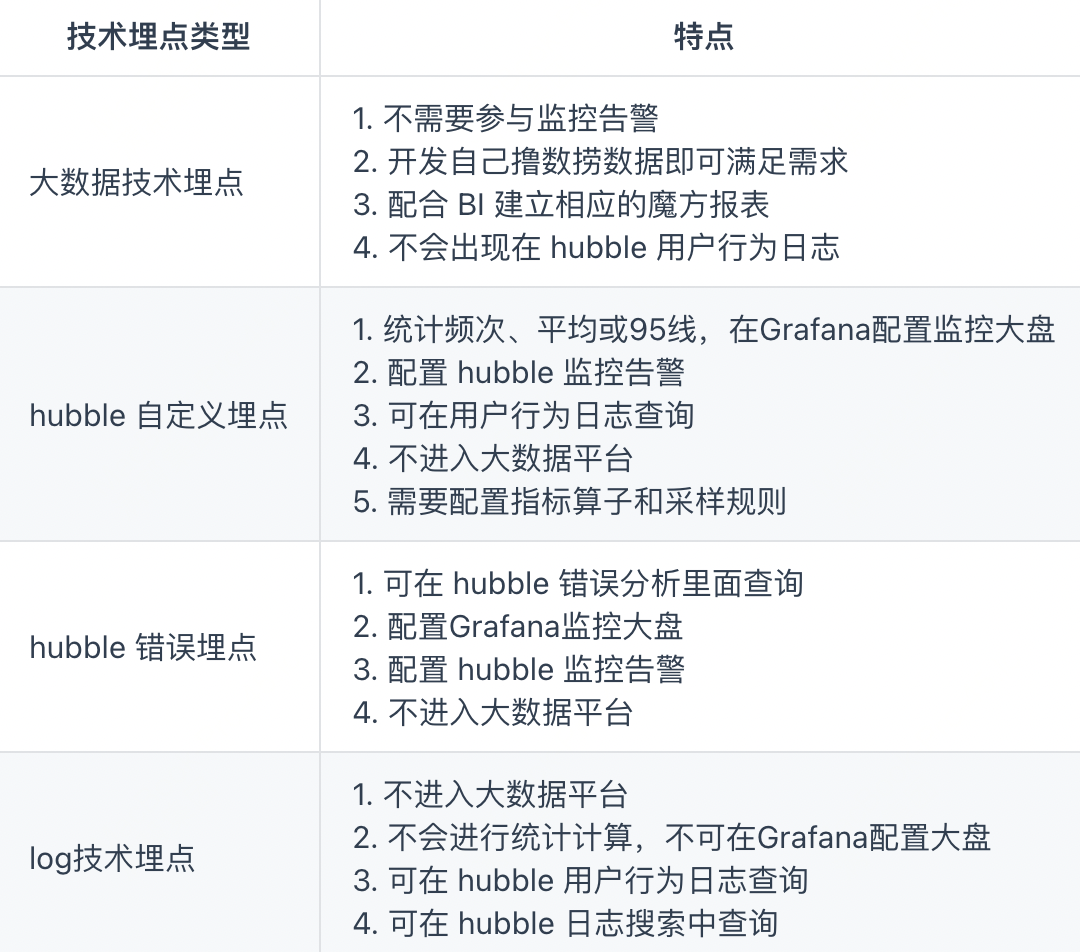 技术埋点类型
特点
大数据技术埋点
1. 不需要参与监控告警
2. 开发自己撸数捞数据即可满足需求
3. 配合 BI 建立相应的魔方报表
4. 不会出现在 hubble 用户行为日志
hubble 自定义埋点
1. 统计频次、平均或95线，在Grafana配置监控大盘
2. 配置 hubble 监控告警
3. 可在用户行为日志查询
4. 不进入大数据平台
5. 需要配置指标算子和采样规则
hubble 错误埋点
1. 可在 hubble 错误分析里面查询
2. 配置Grafana监控大盘
3. 配置 hubble 监控告警
4. 不进入大数据平台
log技术埋点
1. 不进入大数据平台
2. 不会进行统计计算，不可在Grafana配置大盘
3. 可在 hubble 用户行为日志查询
4. 可在 hubble 日志搜索中查询